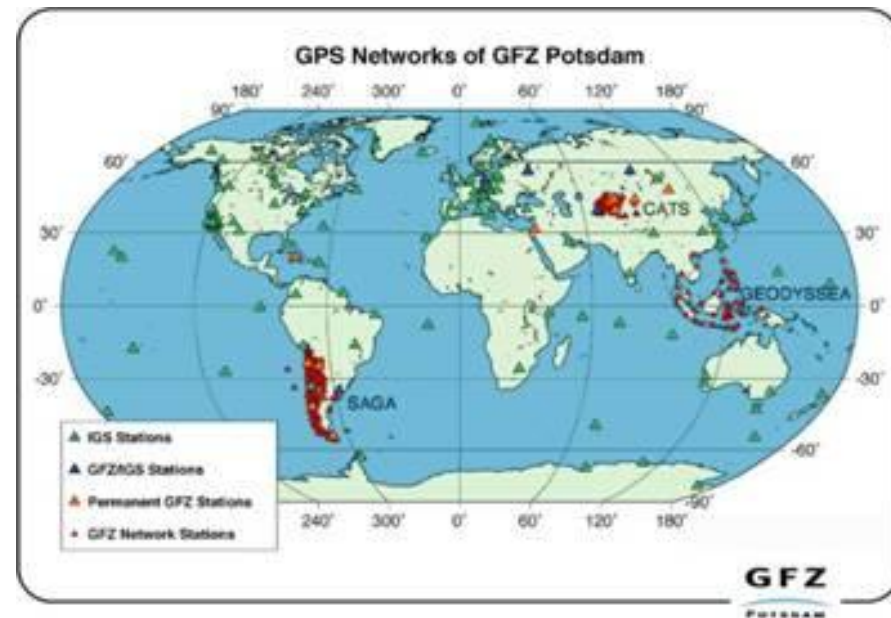 GPS Networks of GFZ Potsdam
180° 240° 300° 0° 60° 120° 180°
90° 90°
60° 60°
CATS
30° 30°
GEODYSSEA
0° 0°
-30° -30°
SAGA
IGS Stations
GFZ/IGS Stations
Permanent GFZ Stations
GFZ Network Stations
-60°
-90°
240° 300° 0° 60° 120° 180°
GFZ
POTSDAM